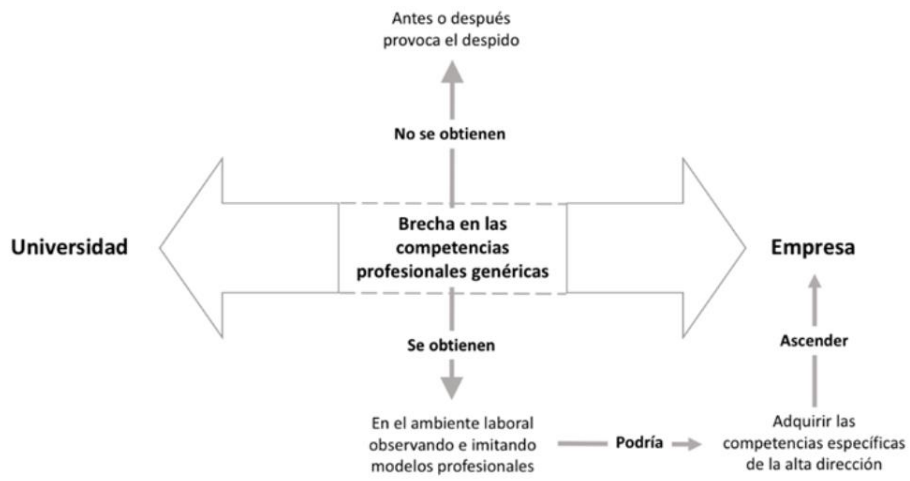 Antes o después
provoca el despido
No se obtienen
Universidad
Brecha en las
competencias
profesionales genéricas
Empresa
Ascender
Se obtienen
En el ambiente laboral
observando e imitando
modelos profesionales
Podría
Adquirir las
competencias específicas
de la alta dirección